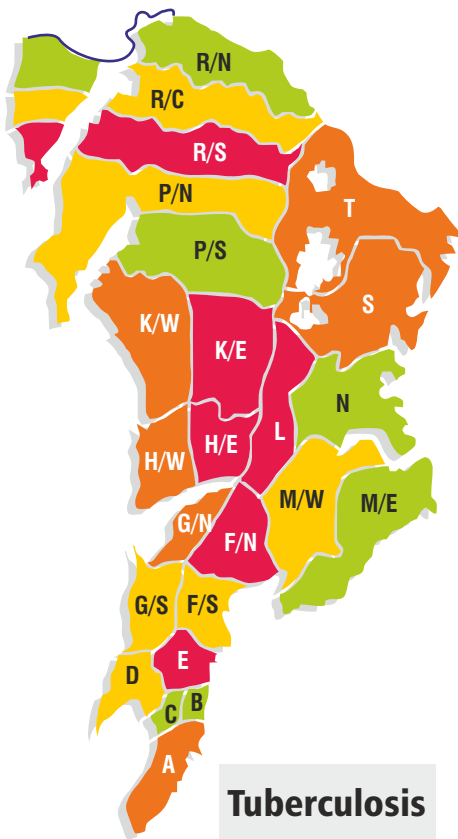 R/N
R/C
R/S
P/N
T
P/S
S
K/W
K/E
N
L
H/E
H/W
M/W
M/E
G/N
F/N
G/S
F/S
E
D
B
C
A
Tuberculosis